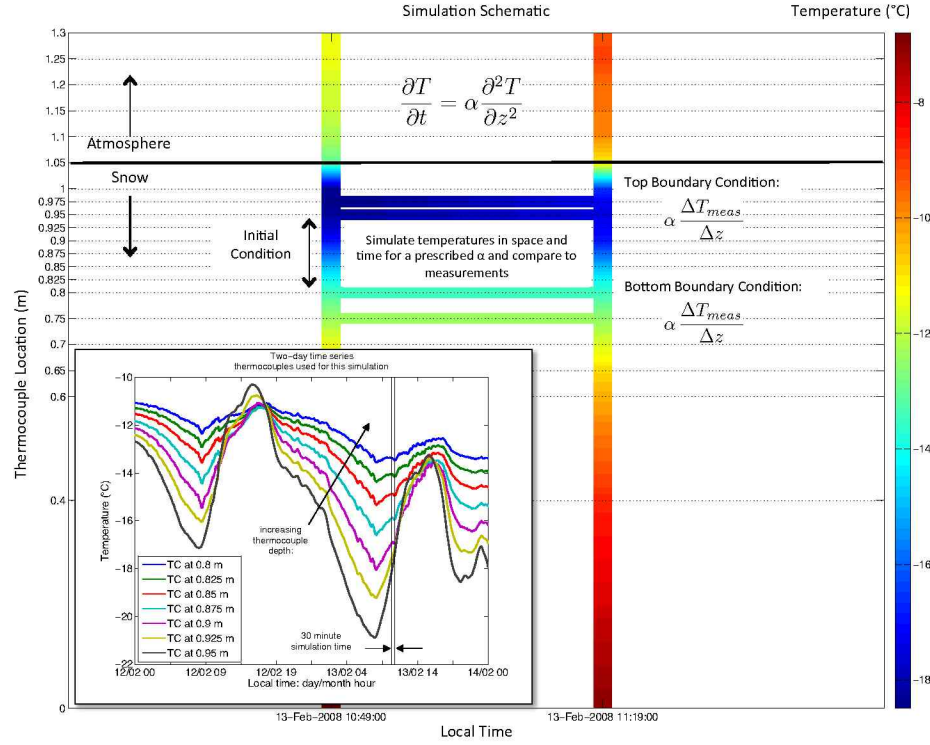 Simulation Schematic
Temperature (°C)
1.3
1.25
1.2
1.15
1.1
1.05
1
0.975
0.95
0.925
0.9
0.875
0.85
0.825
0.8
0.75
0.7
0.65
0.6
0.4
0
Thermocouple Location (m)
Atmosphere
Snow
∂T/∂t = α ∂²T/∂z²
Initial
Condition
Simulate temperatures in space and
time for a prescribed α and compare to
measurements
Top Boundary Condition:
α ΔT_meas/Δz
Bottom Boundary Condition:
α ΔT_meas/Δz
−8
−10
−12
−14
−16
−18
Two−day time series
thermocouples used for this simulation
−10
−12
−14
−16
−18
−20
−22
Temperature (°C)
increasing
thermocouple
depth:
TC at 0.8 m
TC at 0.825 m
TC at 0.85 m
TC at 0.875 m
TC at 0.9 m
TC at 0.925 m
TC at 0.95 m
30 minute
simulation time
12/02 00 12/02 09 12/02 19 13/02 04 13/02 14 14/02 00
Local time: day/month hour
13−Feb−2008 10:49:00 13−Feb−2008 11:19:00
Local Time